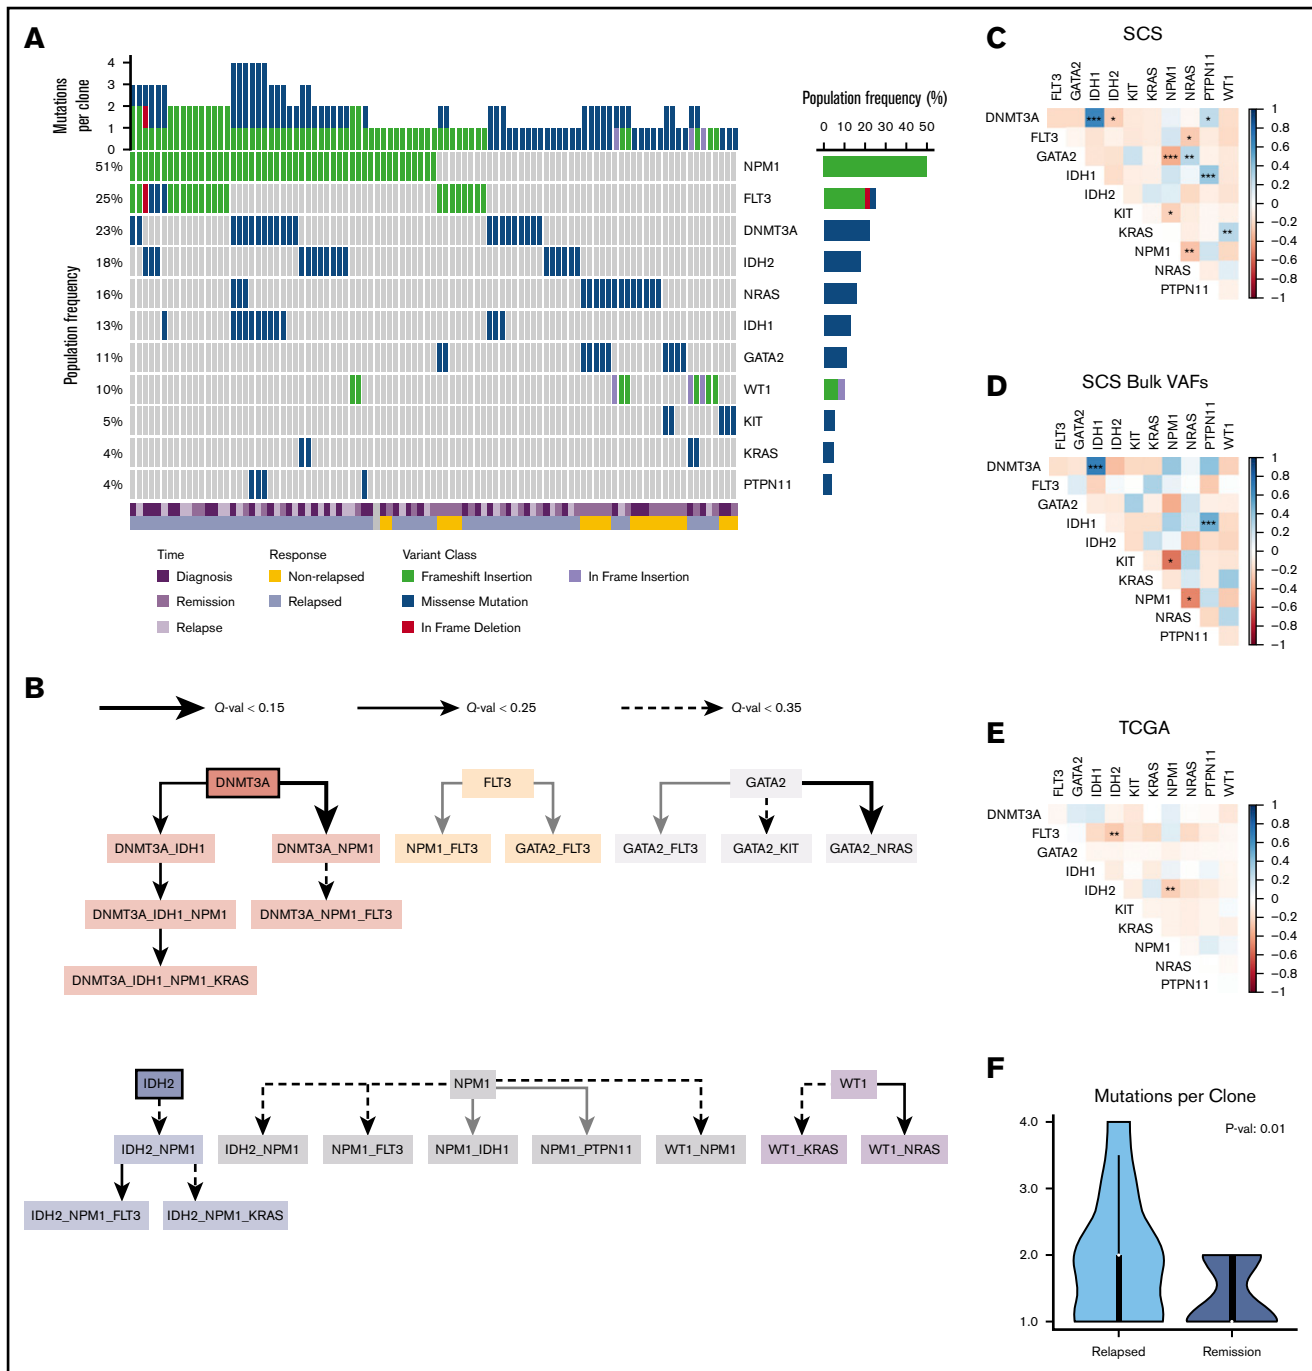 A
Mutations
per clone
4
3
2
1
0
Population frequency (%)
0 10 20 30 40 50
Population frequency
51% NPM1
25% FLT3
23% DNMT3A
18% IDH2
16% NRAS
13% IDH1
11% GATA2
10% WT1
5% KIT
4% KRAS
4% PTPN11
Time
Diagnosis
Remission
Relapse
Response
Non-relapsed
Relapsed
Variant Class
Frameshift Insertion
Missense Mutation
In Frame Deletion
In Frame Insertion
B
Q-val < 0.15
Q-val < 0.25
Q-val < 0.35
DNMT3A
FLT3
GATA2
DNMT3A_IDH1
DNMT3A_NPM1
NPM1_FLT3
GATA2_FLT3
GATA2_FLT3
GATA2_KIT
GATA2_NRAS
DNMT3A_IDH1_NPM1
DNMT3A_NPM1_FLT3
DNMT3A_IDH1_NPM1_KRAS
IDH2
NPM1
WT1
IDH2_NPM1
IDH2_NPM1
NPM1_FLT3
NPM1_IDH1
NPM1_PTPN11
WT1_NPM1
WT1_KRAS
WT1_NRAS
IDH2_NPM1_FLT3
IDH2_NPM1_KRAS
C
SCS
FLT3
GATA2
IDH1
IDH2
KIT
KRAS
NPM1
NRAS
PTPN11
WT1
DNMT3A *** * *
FLT3 *
GATA2 *** **
IDH1 ***
IDH2
KIT *
KRAS **
NPM1 **
NRAS
PTPN11
1
0.8
0.6
0.4
0.2
0
−0.2
−0.4
−0.6
−0.8
−1
D
SCS Bulk VAFs
FLT3
GATA2
IDH1
IDH2
KIT
KRAS
NPM1
NRAS
PTPN11
WT1
DNMT3A ***
FLT3
GATA2
IDH1 ***
IDH2
KIT *
KRAS
NPM1 *
NRAS
PTPN11
1
0.8
0.6
0.4
0.2
0
−0.2
−0.4
−0.6
−0.8
−1
E
TCGA
FLT3
GATA2
IDH1
IDH2
KIT
KRAS
NPM1
NRAS
PTPN11
WT1
DNMT3A
FLT3 **
GATA2
IDH1
IDH2 **
KIT
KRAS
NPM1
NRAS
PTPN11
1
0.8
0.6
0.4
0.2
0
−0.2
−0.4
−0.6
−0.8
−1
F
Mutations per Clone
P-val: 0.01
4.0
3.0
2.0
1.0
Relapsed
Remission